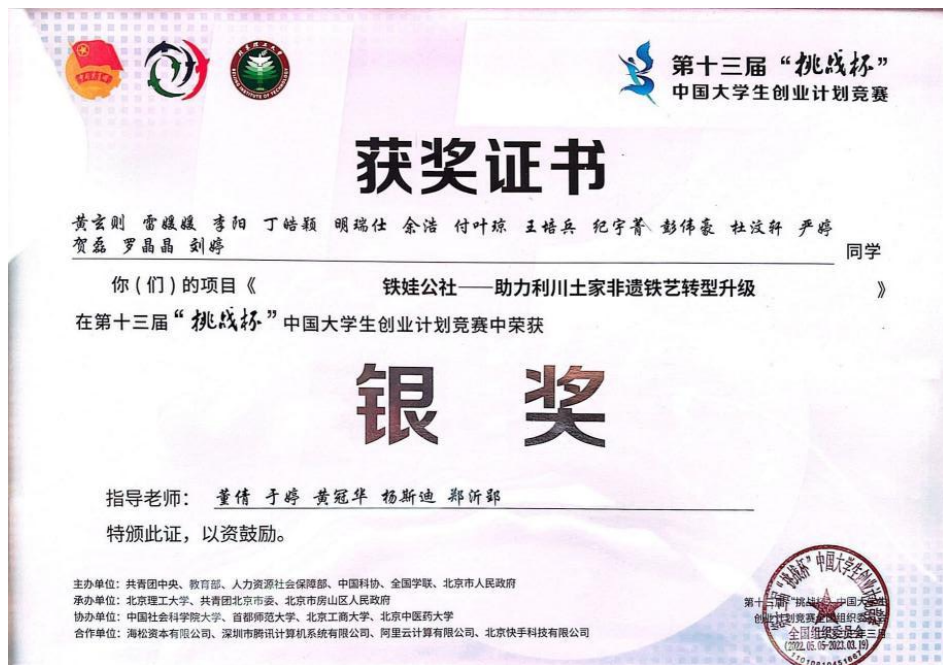 BEIJING INSTITUTE OF TECHNOLOGY
第十三届“挑战杯”
中国大学生创业计划竞赛
获奖证书
黄玄则 雷媛媛 李阳 丁皓颖 明瑞仕 余浩 付叶琼 王培兵 纪宇菁 彭伟豪 杜汶轩 严婷
贺磊 罗晶晶 刘婷
同学
你(们)的项目《 铁娃公社——助力利川土家非遗铁艺转型升级 》
在第十三届“挑战杯”中国大学生创业计划竞赛中荣获
银 奖
指导老师: 董倩 于婷 黄冠华 杨斯迪 郑沂郢
特颁此证,以资鼓励。
主办单位:共青团中央、教育部、人力资源社会保障部、中国科协、全国学联、北京市人民政府
承办单位:北京理工大学、共青团北京市委、北京市房山区人民政府
协办单位:中国社会科学院大学、首都师范大学、北京工商大学、北京中医药大学
合作单位:海松资本有限公司、深圳市腾讯计算机系统有限公司、阿里云计算有限公司、北京快手科技有限公司
全国组织委员会
(2022.05.05-2023.03.19)